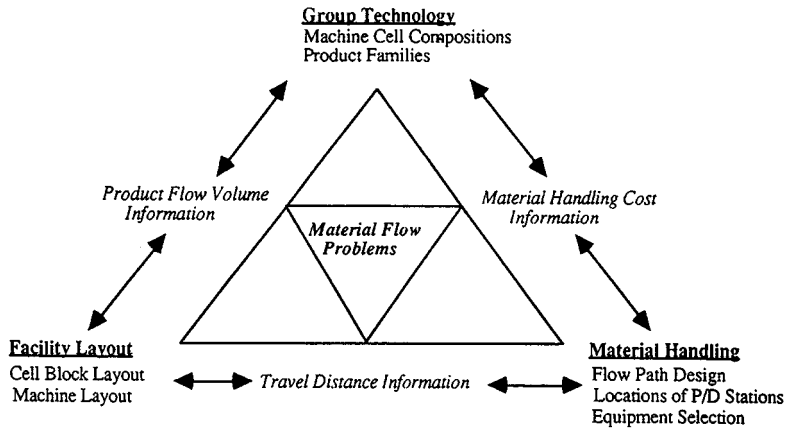 Group Technology
Machine Cell Compositions
Product Families
Product Flow Volume
Information
Material Handling Cost
Information
Material Flow
Problems
Facility Layout
Cell Block Layout
Machine Layout
Travel Distance Information
Material Handling
Flow Path Design
Locations of P/D Stations
Equipment Selection